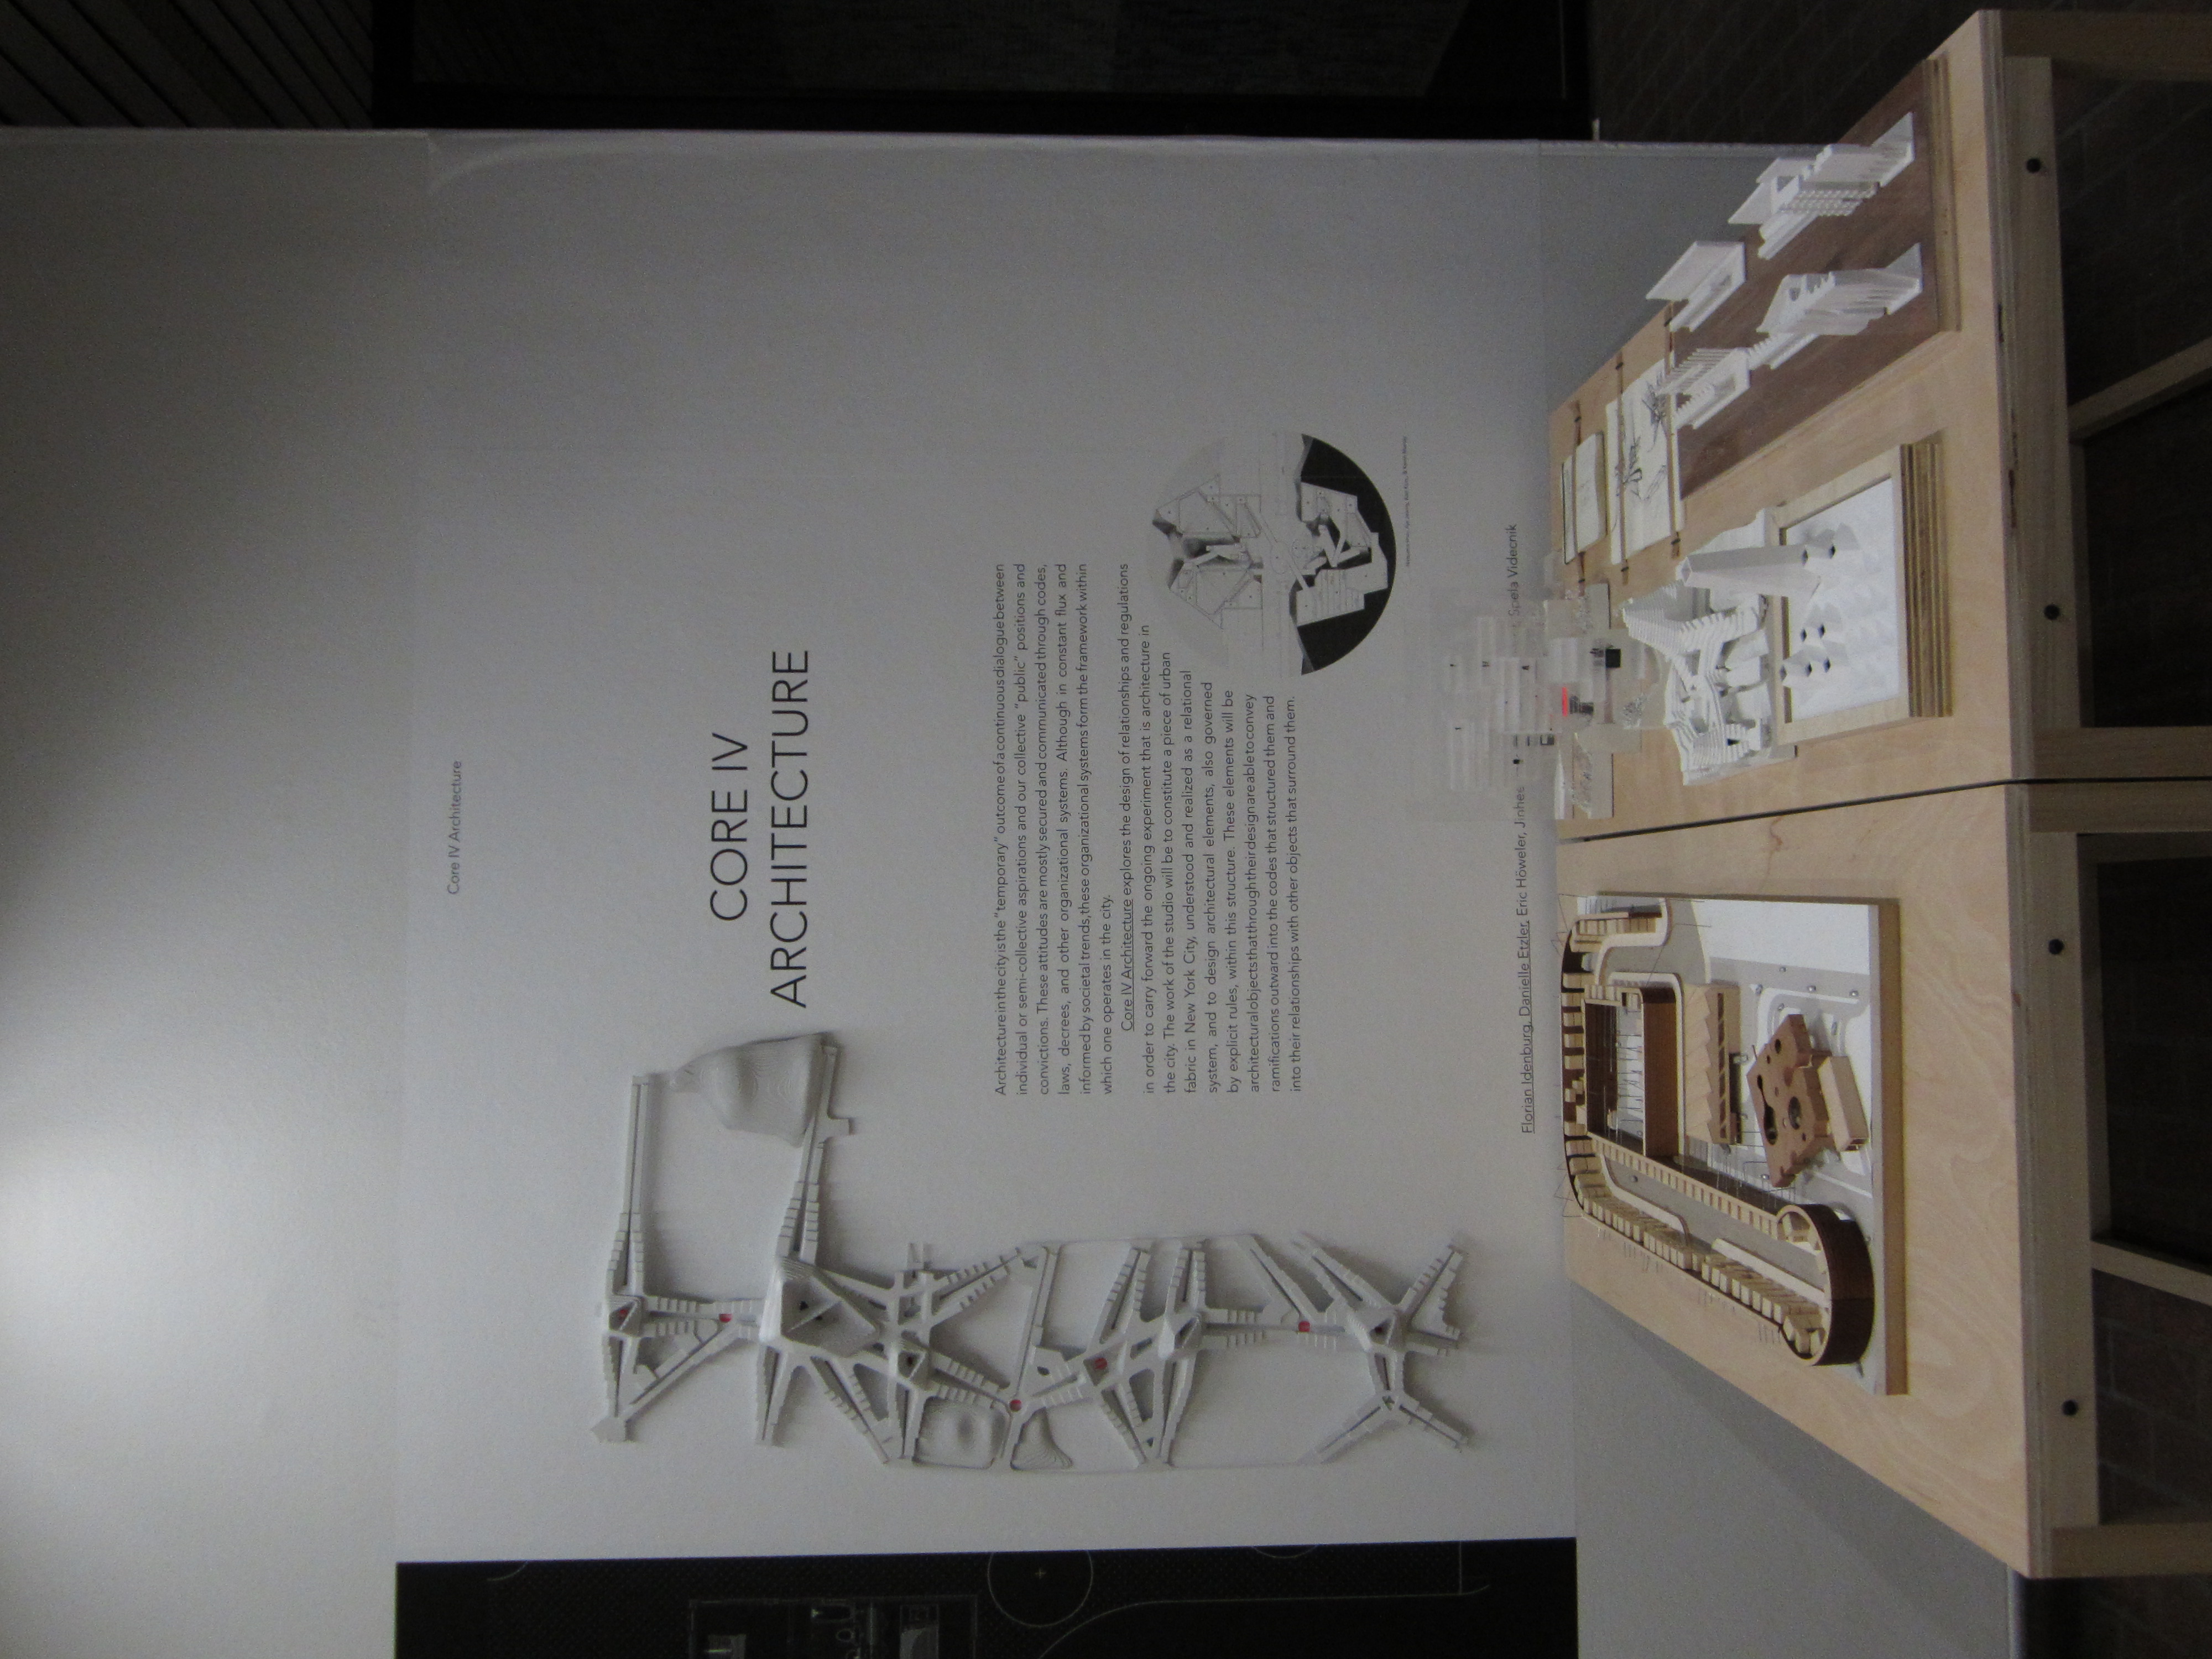 Core IV Architecture
CORE IV
ARCHITECTURE
Architecture in the city is the “temporary” outcome of a continuous dialogue between
individual or semi-collective aspirations and our collective “public” positions and
convictions. These attitudes are mostly secured and communicated through codes,
laws, decrees, and other organizational systems. Although in constant flux and
informed by societal trends, these organizational systems form the framework within
which one operates in the city.
Core IV Architecture explores the design of relationships and regulations
in order to carry forward the ongoing experiment that is architecture in
the city. The work of the studio will be to constitute a piece of urban
fabric in New York City, understood and realized as a relational
system, and to design architectural elements, also governed
by explicit rules, within this structure. These elements will be
architectural objects that through their design are able to convey
ramifications outward into the codes that structured them and
into their relationships with other objects that surround them.
Florian Idenburg, Danielle Etzler, Eric Höweler, Jinhee Spela Videcnik